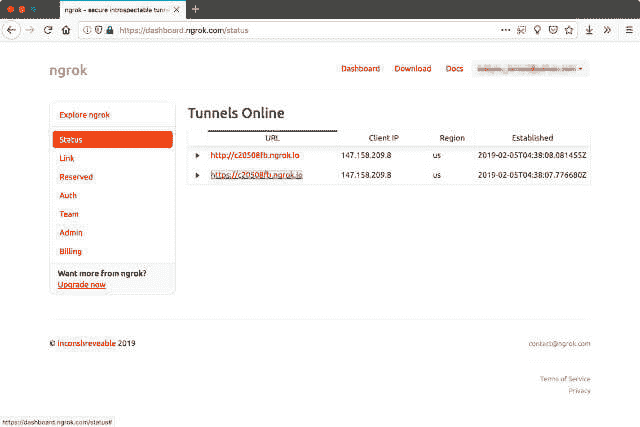 ngrok - secure introspectable tunn
https://dashboard.ngrok.com/status
ngrok
Dashboard Download Docs
Explore ngrok
Status
Link
Reserved
Auth
Team
Admin
Billing
Want more from ngrok?
Upgrade now
Tunnels Online
URL Client IP Region Established
http://c20508fb.ngrok.io 147.158.209.8 us 2019-02-05T04:38:08.081455Z
https://c20508fb.ngrok.io 147.158.209.8 us 2019-02-05T04:38:07.776680Z
© inconshreveable 2019
contact@ngrok.com
Terms of Service
Privacy
https://dashboard.ngrok.com/status#